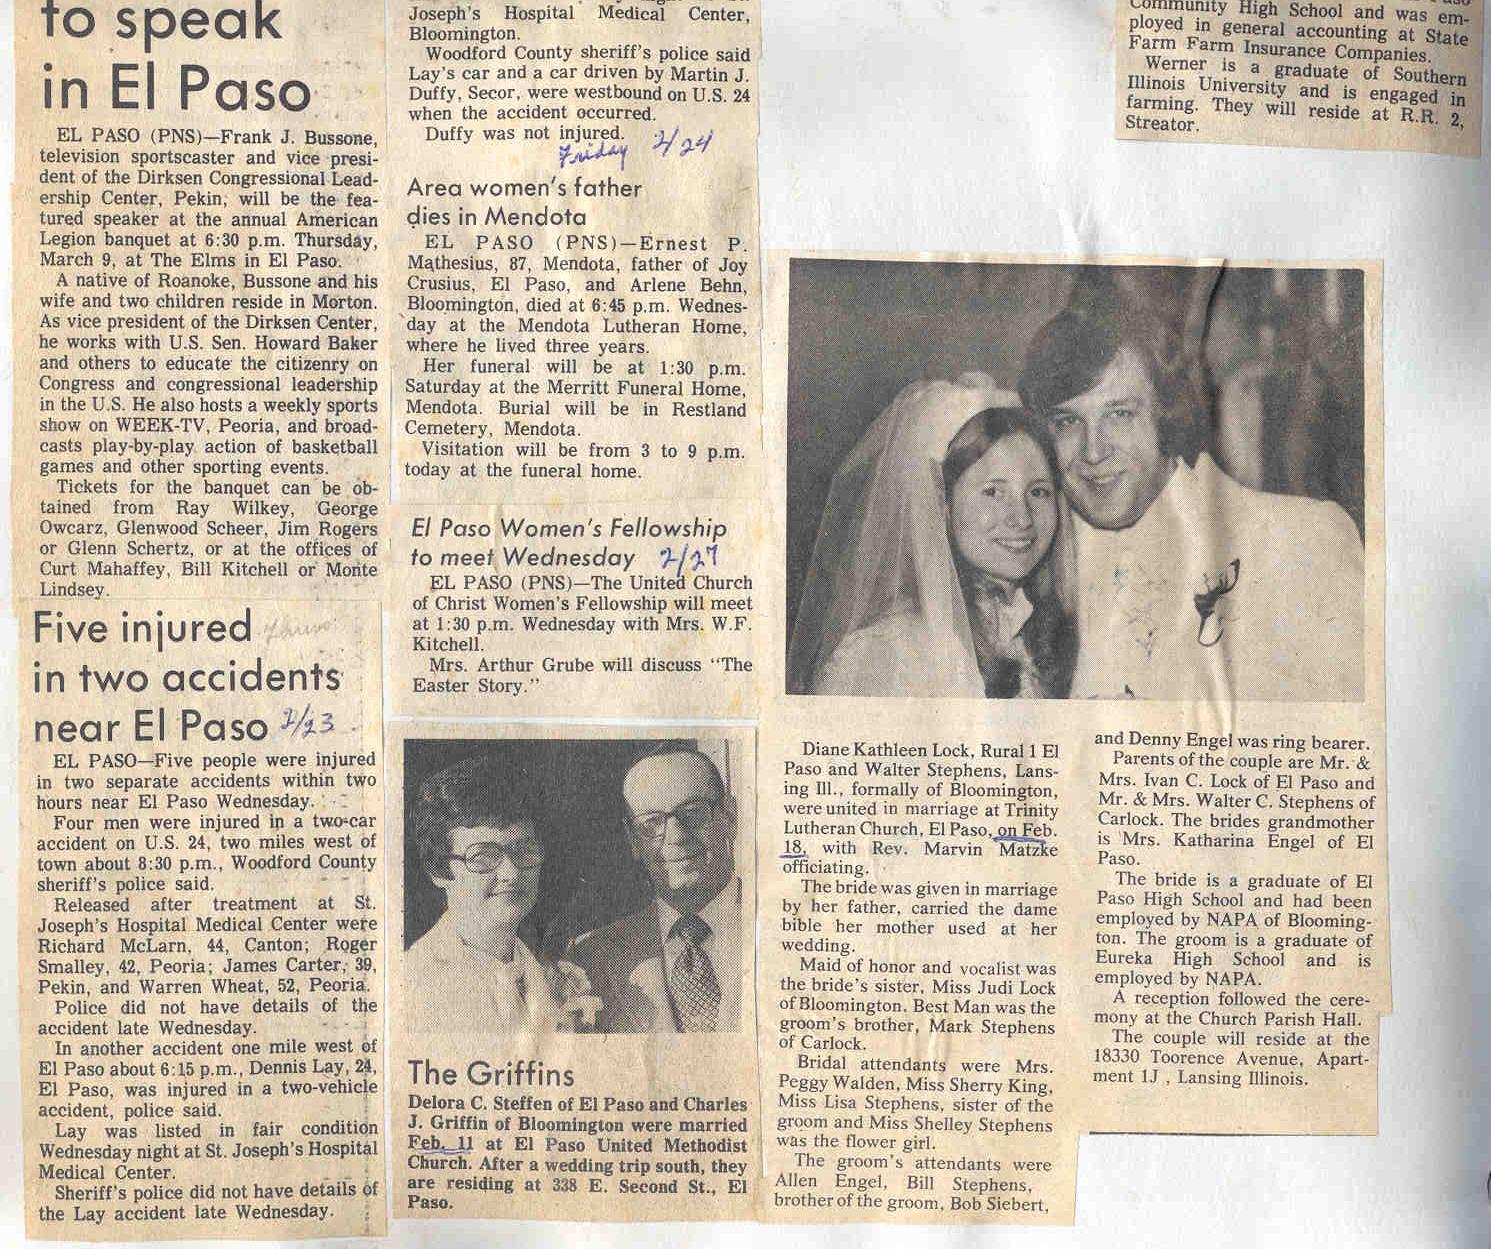 to speak
in El Paso
EL PASO (PNS)—Frank J. Bussone,
television sportscaster and vice presi-
dent of the Dirksen Congressional Lead-
ership Center, Pekin, will be the fea-
tured speaker at the annual American
Legion banquet at 6:30 p.m. Thursday,
March 9, at The Elms in El Paso.
A native of Roanoke, Bussone and his
wife and two children reside in Morton.
As vice president of the Dirksen Center,
he works with U.S. Sen. Howard Baker
and others to educate the citizenry on
Congress and congressional leadership
in the U.S. He also hosts a weekly sports
show on WEEK-TV, Peoria, and broad-
casts play-by-play action of basketball
games and other sporting events.
Tickets for the banquet can be ob-
tained from Ray Wilkey, George
Owcarz, Glenwood Scheer, Jim Rogers
or Glenn Schertz, or at the offices of
Curt Mahaffey, Bill Kitchell or Monte
Lindsey.
Five injured
in two accidents
near El Paso 2/23
EL PASO—Five people were injured
in two separate accidents within two
hours near El Paso Wednesday.
Four men were injured in a two-car
accident on U.S. 24, two miles west of
town about 8:30 p.m., Woodford County
sheriff's police said.
Released after treatment at St.
Joseph's Hospital Medical Center were
Richard McLarn, 44, Canton; Roger
Smalley, 42, Peoria; James Carter, 39,
Pekin, and Warren Wheat, 52, Peoria.
Police did not have details of the
accident late Wednesday.
In another accident one mile west of
El Paso about 6:15 p.m., Dennis Lay, 24,
El Paso, was injured in a two-vehicle
accident, police said.
Lay was listed in fair condition
Wednesday night at St. Joseph's Hospital
Medical Center.
Sheriff's police did not have details of
the Lay accident late Wednesday.
Joseph's Hospital Medical Center,
Bloomington.
Woodford County sheriff's police said
Lay's car and a car driven by Martin J.
Duffy, Secor, were westbound on U.S. 24
when the accident occurred.
Duffy was not injured.
Friday 2/24
Area women's father
dies in Mendota
EL PASO (PNS)—Ernest P.
Mathesius, 87, Mendota, father of Joy
Crusius, El Paso, and Arlene Behn,
Bloomington, died at 6:45 p.m. Wednes-
day at the Mendota Lutheran Home,
where he lived three years.
Her funeral will be at 1:30 p.m.
Saturday at the Merritt Funeral Home,
Mendota. Burial will be in Restland
Cemetery, Mendota.
Visitation will be from 3 to 9 p.m.
today at the funeral home.
El Paso Women's Fellowship
to meet Wednesday 2/27
EL PASO (PNS)—The United Church
of Christ Women's Fellowship will meet
at 1:30 p.m. Wednesday with Mrs. W.F.
Kitchell.
Mrs. Arthur Grube will discuss "The
Easter Story."
The Griffins
Delora C. Steffen of El Paso and Charles
J. Griffin of Bloomington were married
Feb. 11 at El Paso United Methodist
Church. After a wedding trip south, they
are residing at 338 E. Second St., El
Paso.
Community High School and was em-
ployed in general accounting at State
Farm Farm Insurance Companies.
Werner is a graduate of Southern
Illinois University and is engaged in
farming. They will reside at R.R. 2,
Streator.
Diane Kathleen Lock, Rural 1 El
Paso and Walter Stephens, Lans-
ing Ill., formally of Bloomington,
were united in marriage at Trinity
Lutheran Church, El Paso, on Feb.
18, with Rev. Marvin Matzke
officiating.
The bride was given in marriage
by her father, carried the dame
bible her mother used at her
wedding.
Maid of honor and vocalist was
the bride's sister, Miss Judi Lock
of Bloomington. Best Man was the
groom's brother, Mark Stephens
of Carlock.
Bridal attendants were Mrs.
Peggy Walden, Miss Sherry King,
Miss Lisa Stephens, sister of the
groom and Miss Shelley Stephens
was the flower girl.
The groom's attendants were
Allen Engel, Bill Stephens,
brother of the groom, Bob Siebert,
and Denny Engel was ring bearer.
Parents of the couple are Mr. &
Mrs. Ivan C. Lock of El Paso and
Mr. & Mrs. Walter C. Stephens of
Carlock. The brides grandmother
is Mrs. Katharina Engel of El
Paso.
The bride is a graduate of El
Paso High School and had been
employed by NAPA of Blooming-
ton. The groom is a graduate of
Eureka High School and is
employed by NAPA.
A reception followed the cere-
mony at the Church Parish Hall.
The couple will reside at the
18330 Toorence Avenue, Apart-
ment 1J , Lansing Illinois.